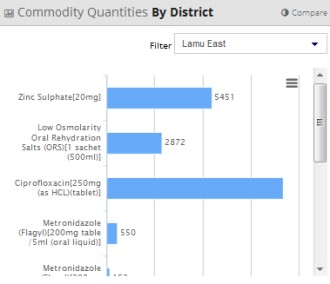 Commodity Quantities By District
Compare
Filter
Lamu East
Zinc Sulphate[20mg]
5451
Low Osmolarity
Oral Rehydration
Salts (ORS)[1 sachet
(500ml)]
2872
Ciprofloxacin[250mg
(as HCL)(tablet)]
Metronidazole
(Flagyl)[200mg table
/5ml (oral liquid)]
550
Metronidazole